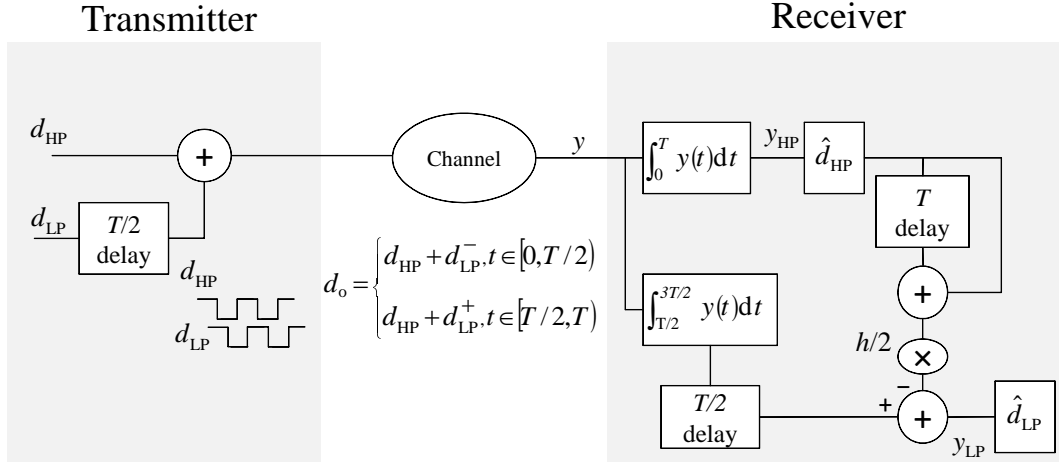 Transmitter
Receiver
d_HP
+
Channel
y
∫_0^T y(t)dt
y_HP
d̂_HP
T
delay
d_LP
T/2
delay
d_HP
d_LP
d_o = { d_HP + d_LP^−, t ∈ [0, T/2)
d_HP + d_LP^+, t ∈ [T/2, T)
∫_{T/2}^{3T/2} y(t)dt
+
h/2
×
−
T/2
delay
+
+
y_LP
d̂_LP